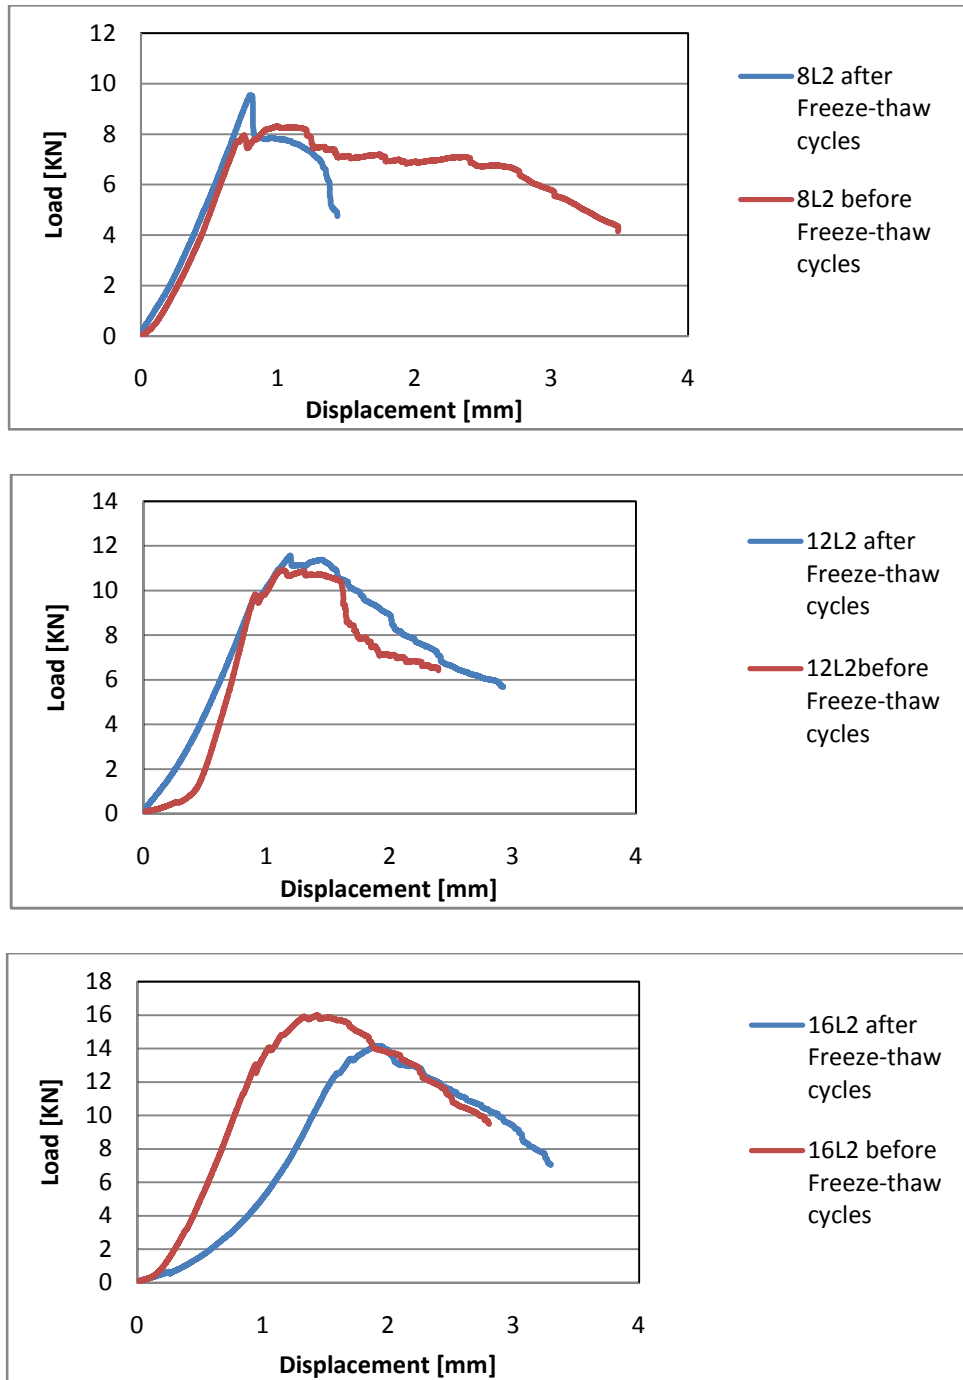 12
10
8
6
4
2
0
Load [KN]
0
1
2
3
4
Displacement [mm]
8L2 after
Freeze-thaw
cycles
8L2 before
Freeze-thaw
cycles
14
12
10
8
6
4
2
0
Load [KN]
0
1
2
3
4
Displacement [mm]
12L2 after
Freeze-thaw
cycles
12L2before
Freeze-thaw
cycles
18
16
14
12
10
8
6
4
2
0
Load [KN]
0
1
2
3
4
Displacement [mm]
16L2 after
Freeze-thaw
cycles
16L2 before
Freeze-thaw
cycles